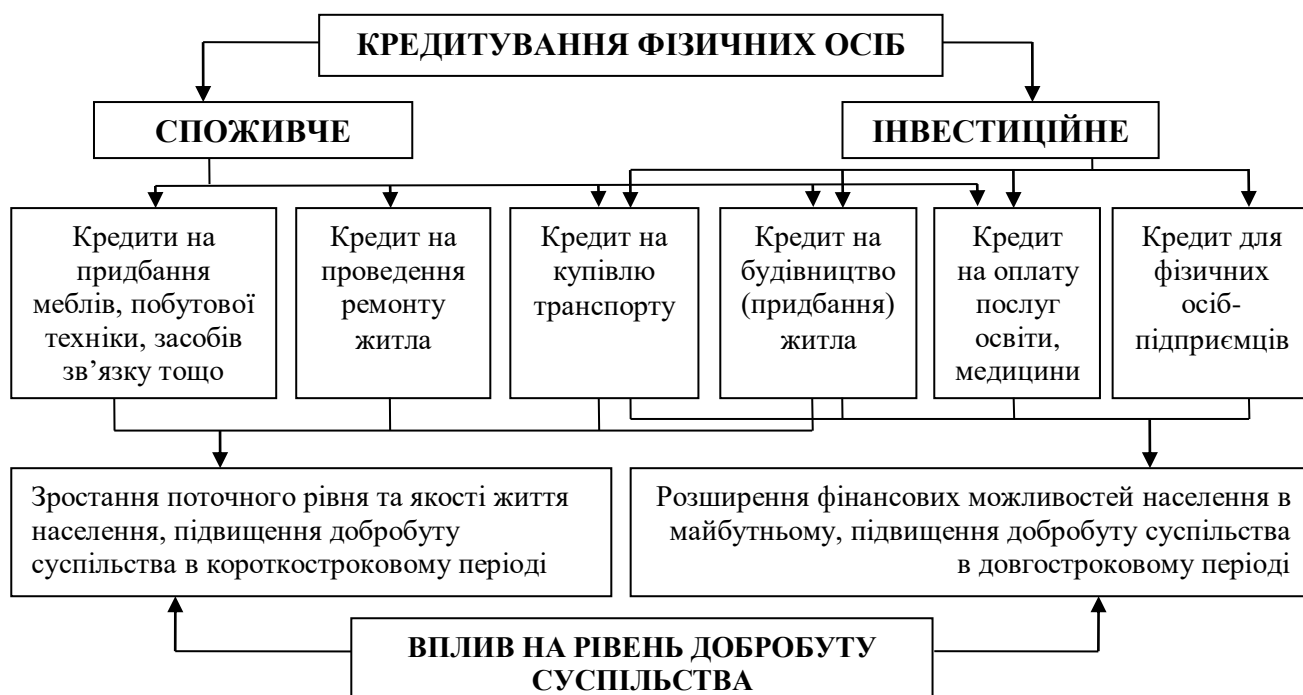 КРЕДИТУВАННЯ ФІЗИЧНИХ ОСІБ
СПОЖИВЧЕ
ІНВЕСТИЦІЙНЕ
Кредити на
придбання
меблів, побутової
техніки, засобів
зв’язку тощо
Кредит на
проведення
ремонту
житла
Кредит на
купівлю
транспорту
Кредит на
будівництво
(придбання)
житла
Кредит
на оплату
послуг
освіти,
медицини
Кредит для
фізичних
осіб-
підприємців
Зростання поточного рівня та якості життя
населення, підвищення добробуту
суспільства в короткостроковому періоді
Розширення фінансових можливостей населення в
майбутньому, підвищення добробуту суспільства
в довгостроковому періоді
ВПЛИВ НА РІВЕНЬ ДОБРОБУТУ
СУСПІЛЬСТВА